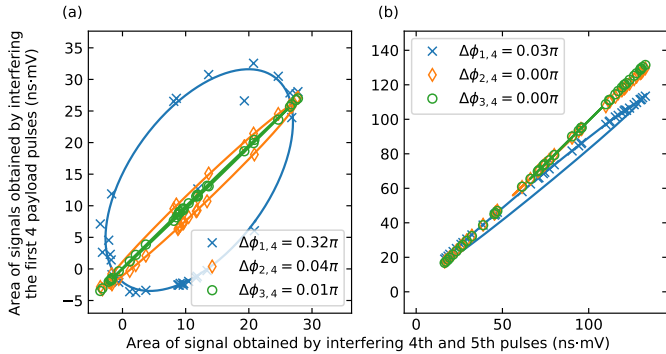 (a)
(b)
Area of signals obtained by interfering
the first 4 payload pulses (ns·mV)
35
30
25
20
15
10
5
0
−5
0
10
20
30
Δϕ1,4 = 0.32π
Δϕ2,4 = 0.04π
Δϕ3,4 = 0.01π
140
120
100
80
60
40
20
0
0
50
100
Δϕ1,4 = 0.03π
Δϕ2,4 = 0.00π
Δϕ3,4 = 0.00π
Area of signal obtained by interfering 4th and 5th pulses (ns·mV)